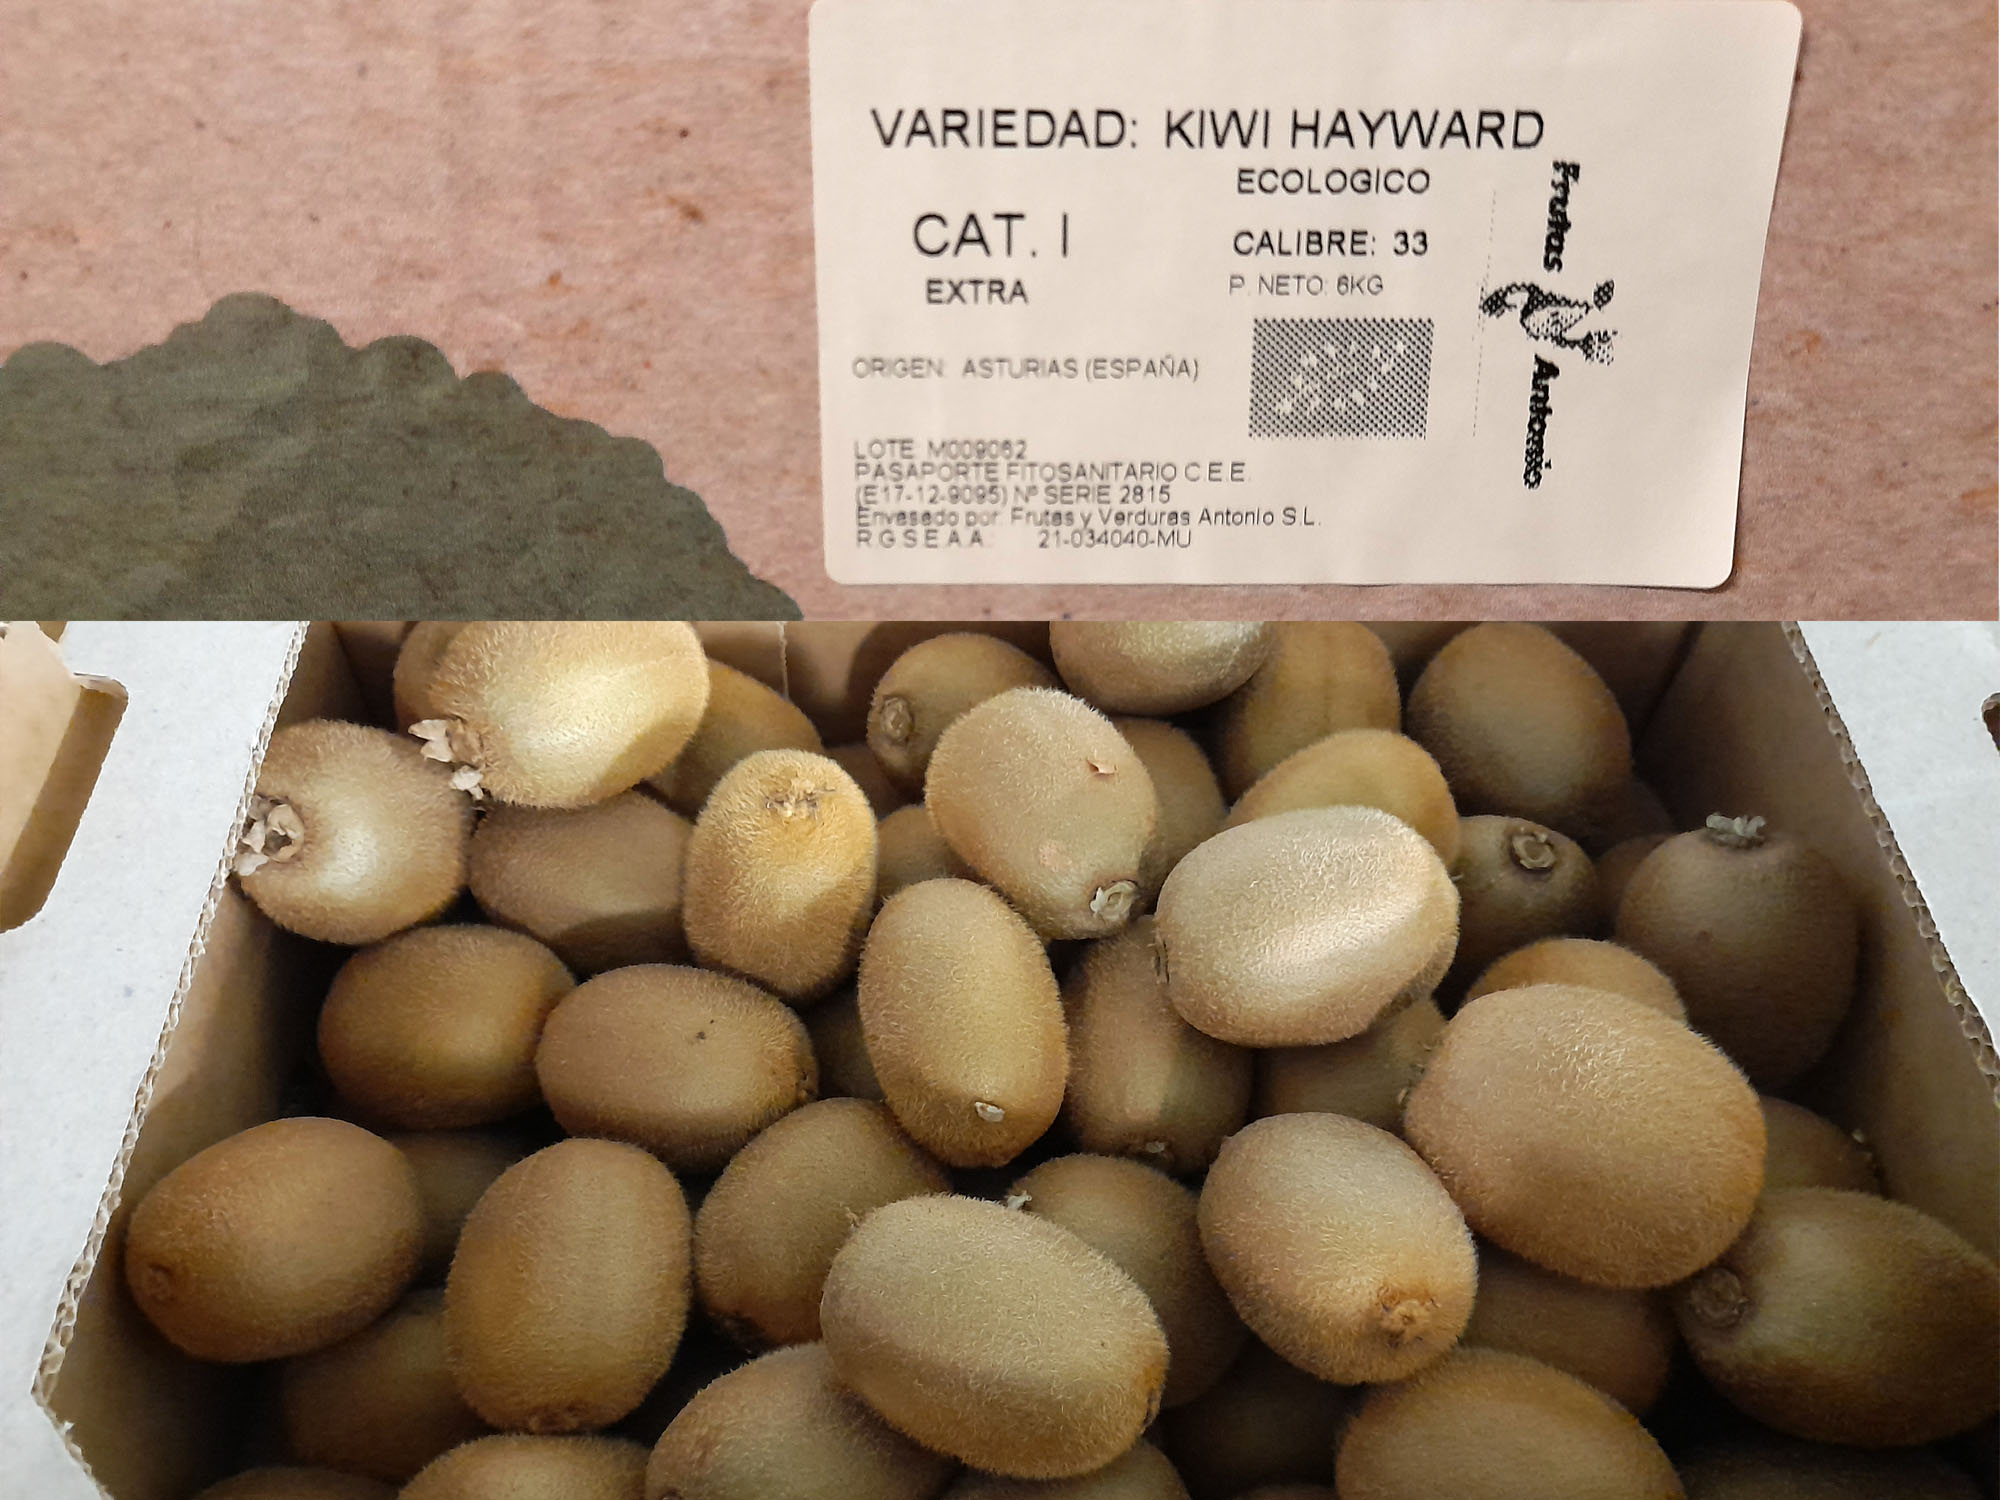 VARIEDAD: KIWI HAYWARD
ECOLOGICO
CAT. I
EXTRA
CALIBRE: 33
P. NETO: 6KG
ORIGEN: ASTURIAS (ESPAÑA)
LOTE M009062
PASAPORTE FITOSANITARIO C.E.E.
(E17-12-9095) Nº SERIE 2815
Envasado por: Frutas y Verduras Antonio S.L.
R.G.S.E.A.A.: 21-034040-MU
Frutas Antonio